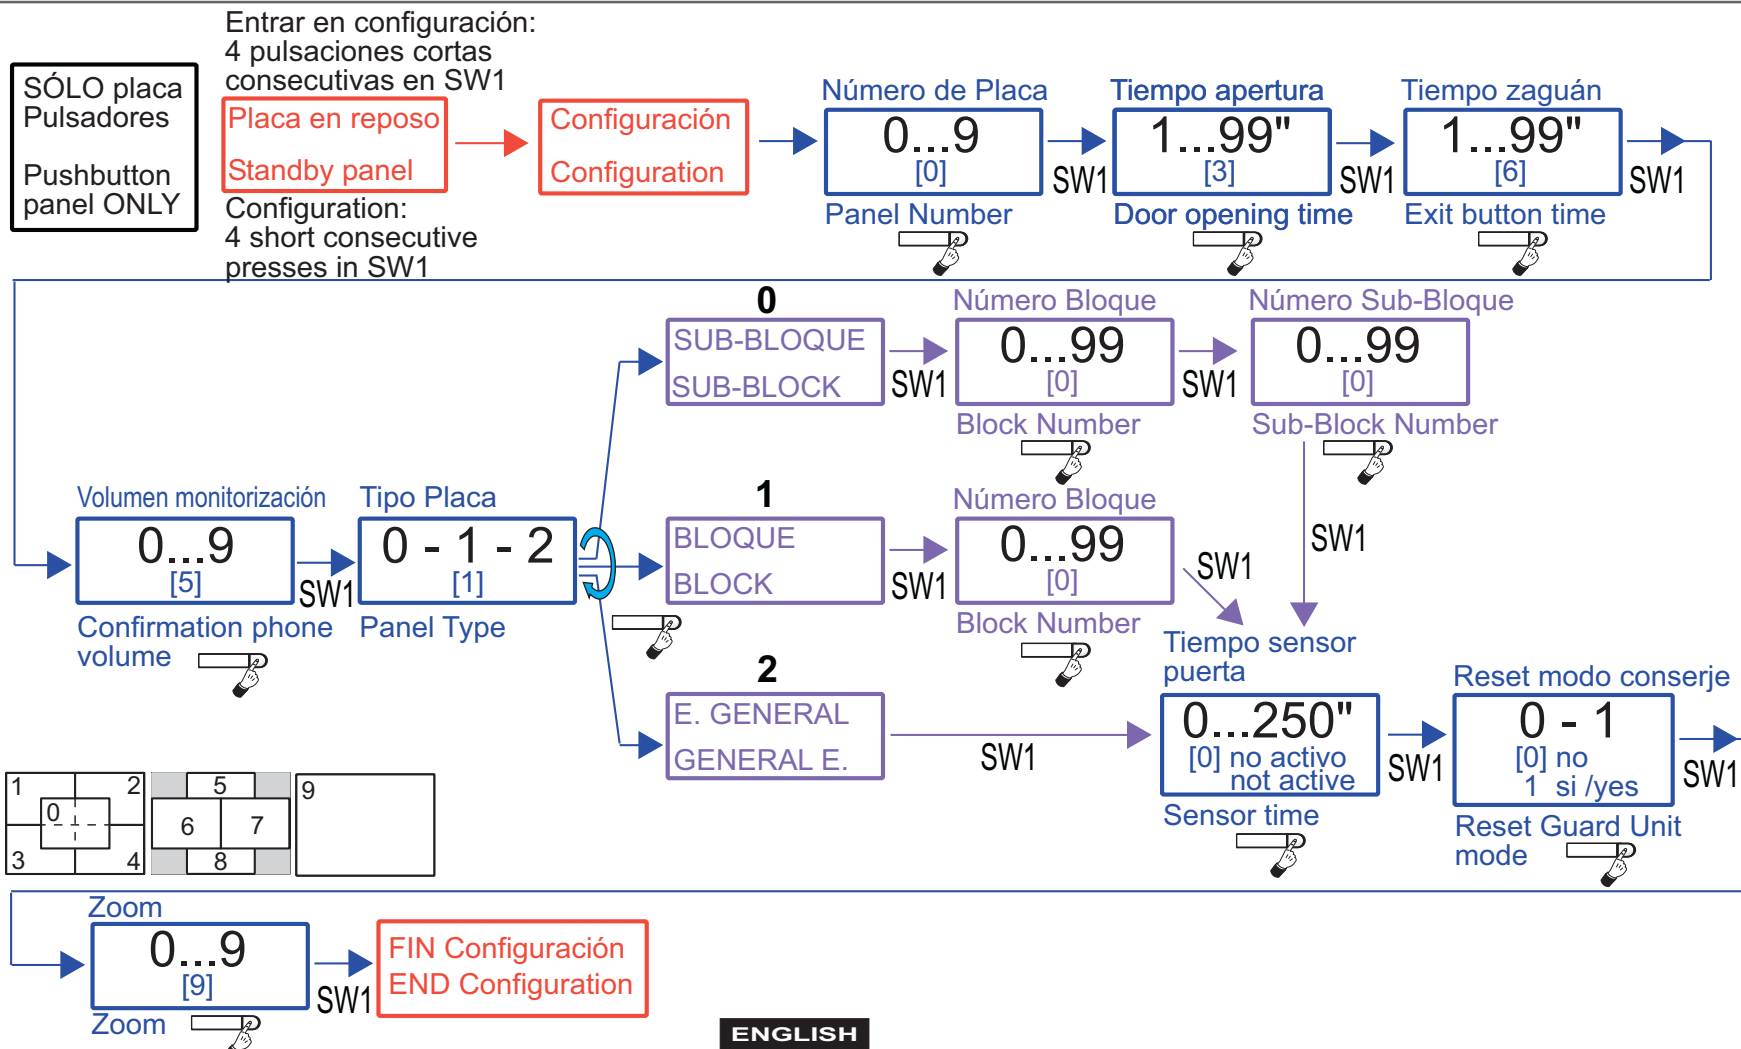 SÓLO placa
Pulsadores
Pushbutton
panel ONLY
Entrar en configuración:
4 pulsaciones cortas
consecutivas en SW1
Placa en reposo
Standby panel
Configuration:
4 short consecutive
presses in SW1
Configuración
Configuration
Número de Placa
0...9
[0]
Panel Number
SW1
Tiempo apertura
1...99"
[3]
Door opening time
SW1
Tiempo zaguán
1...99"
[6]
Exit button time
SW1
Volumen monitorización
0...9
[5]
Confirmation phone
volume
SW1
Tipo Placa
0 - 1 - 2
[1]
Panel Type
0
SUB-BLOQUE
SUB-BLOCK
SW1
Número Bloque
0...99
[0]
Block Number
SW1
Número Sub-Bloque
0...99
[0]
Sub-Block Number
SW1
1
BLOQUE
BLOCK
SW1
Número Bloque
0...99
[0]
Block Number
SW1
2
E. GENERAL
GENERAL E.
SW1
Tiempo sensor
puerta
0...250"
[0] no activo
not active
Sensor time
SW1
Reset modo conserje
0 - 1
[0] no
1 si /yes
Reset Guard Unit
mode
SW1
1 2
0
3 4
5
6 7
8
9
Zoom
0...9
[9]
Zoom
SW1
FIN Configuración
END Configuration
ENGLISH